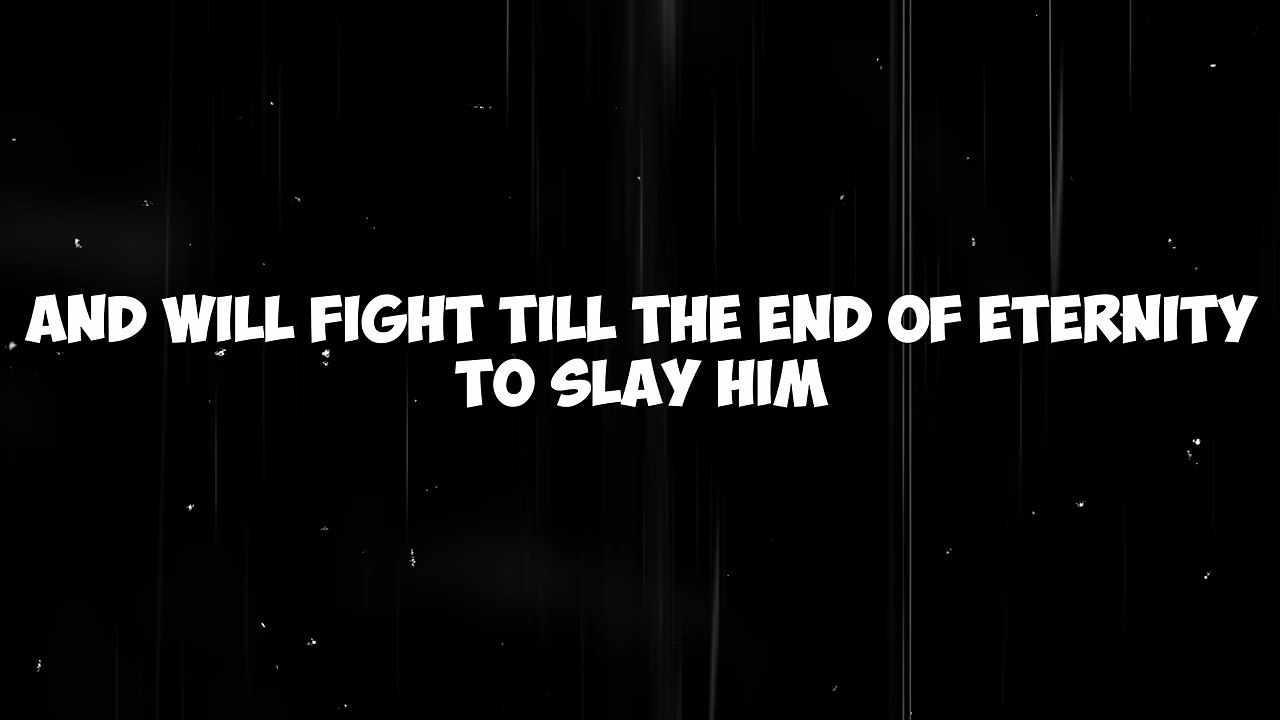 AND WILL FIGHT TILL THE END OF ETERNITY
TO SLAY HIM